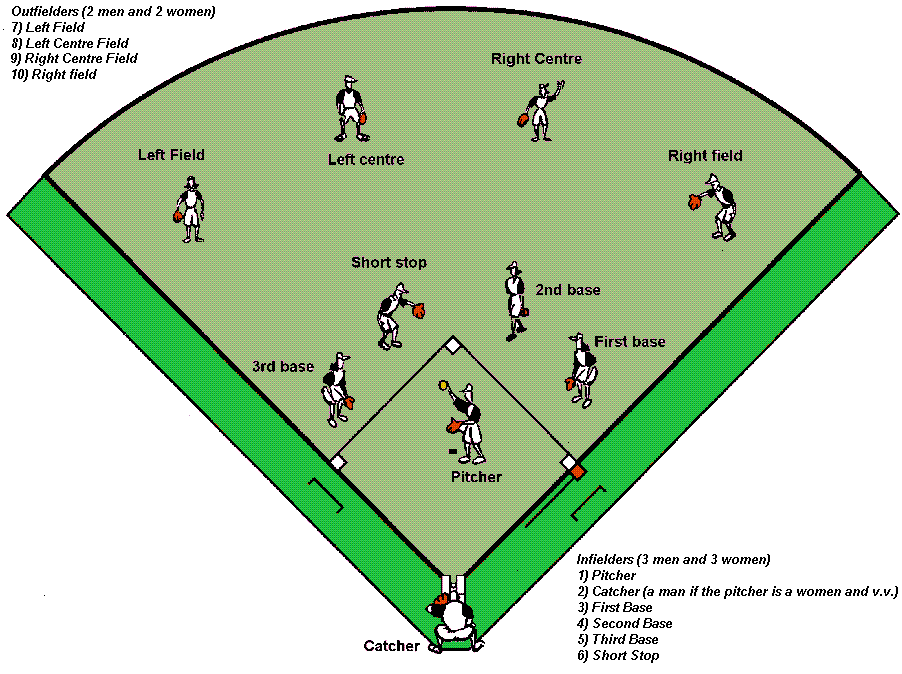 Outfielders (2 men and 2 women)
7) Left Field
8) Left Centre Field
9) Right Centre Field
10) Right field
Right Centre
Left Field
Left centre
Right field
Short stop
2nd base
First base
3rd base
Pitcher
Infielders (3 men and 3 women)
1) Pitcher
2) Catcher (a man if the pitcher is a women and v.v.)
3) First Base
4) Second Base
5) Third Base
6) Short Stop
Catcher